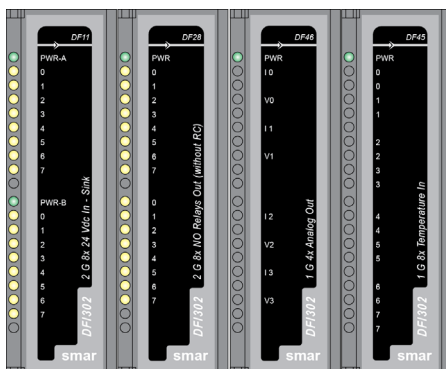 DF11
PWR-A
0
1
2
3
4
5
6
7
PWR-B
0
1
2
3
4
5
6
7
2 G 8x 24 Vdc In - Sink
DFI302
smar
DF28
PWR
0
1
2
3
4
5
6
7
0
1
2
3
4
5
6
7
2 G 8x NO Relays Out (without RC)
DFI302
smar
DF46
PWR
I 0
V0
I 1
V1
I 2
V2
I 3
V3
1 G 4x Analog Out
DFI302
smar
DF45
PWR
0
0
1
1
2
2
3
3
4
4
5
5
6
6
7
7
1 G 8x Temperature In
DFI302
smar